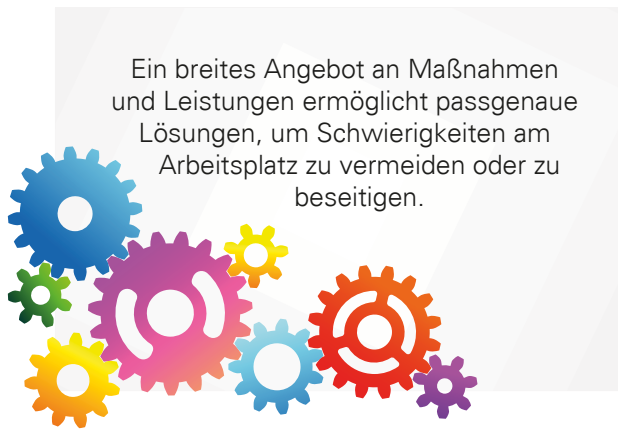 Ein breites Angebot an Maßnahmen
und Leistungen ermöglicht passgenaue
Lösungen, um Schwierigkeiten am
Arbeitsplatz zu vermeiden oder zu
beseitigen.